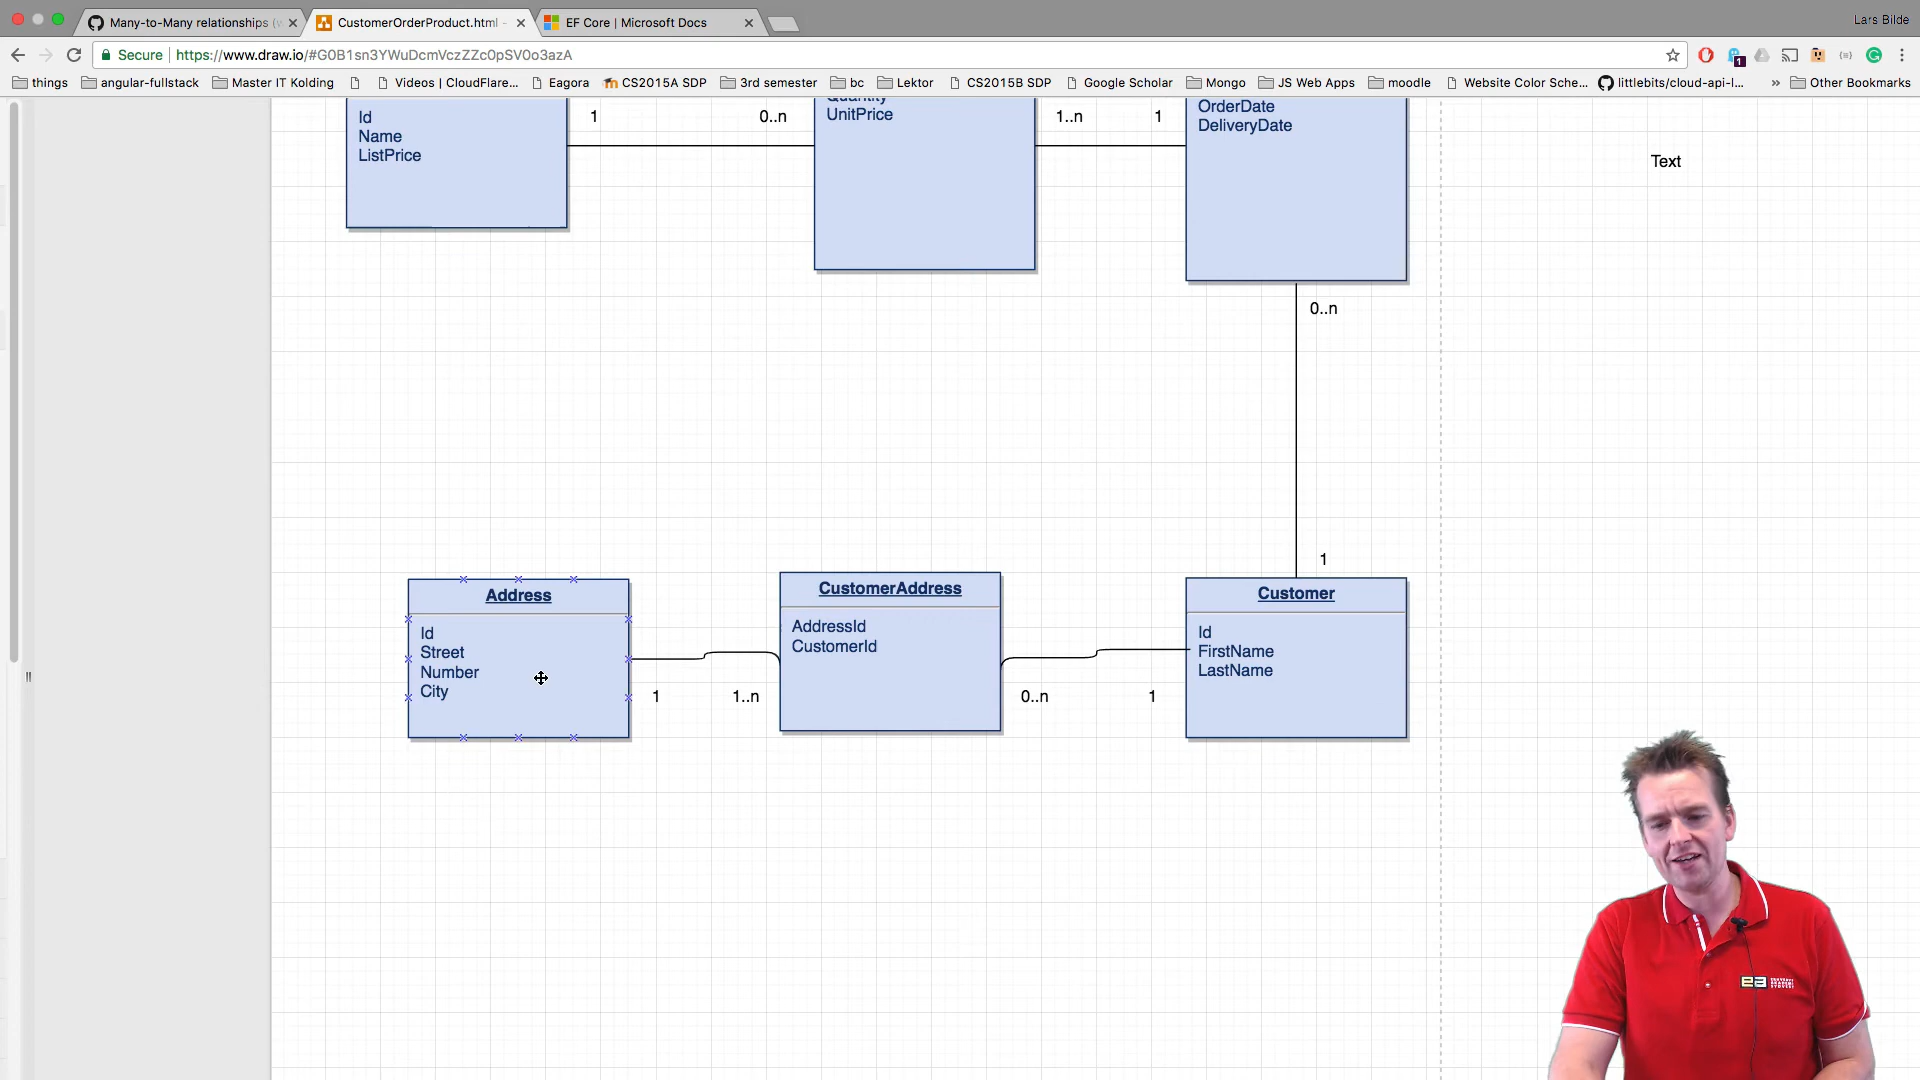 Lars Bilde
Many-to-Many relationships (
CustomerOrderProduct.html -
EF Core | Microsoft Docs
Secure https://www.draw.io/#G0B1sn3YWuDcmVczZZc0pSV0o3azA
things angular-fullstack Master IT Kolding Videos | CloudFlare... Eagora CS2015A SDP 3rd semester bc Lektor CS2015B SDP Google Scholar Mongo JS Web Apps moodle Website Color Sche... littlebits/cloud-api-l... » Other Bookmarks
Id
Name
ListPrice
1
0..n
Quantity
UnitPrice
1..n
1
OrderDate
DeliveryDate
Text
0..n
1
Address
Id
Street
Number
City
1
1..n
CustomerAddress
AddressId
CustomerId
0..n
1
Customer
Id
FirstName
LastName
ea